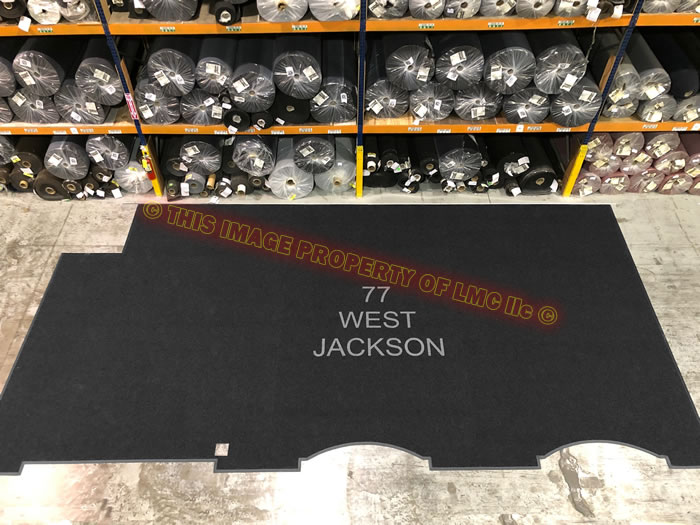 © THIS IMAGE PROPERTY OF LMC llc ©
77
WEST
JACKSON